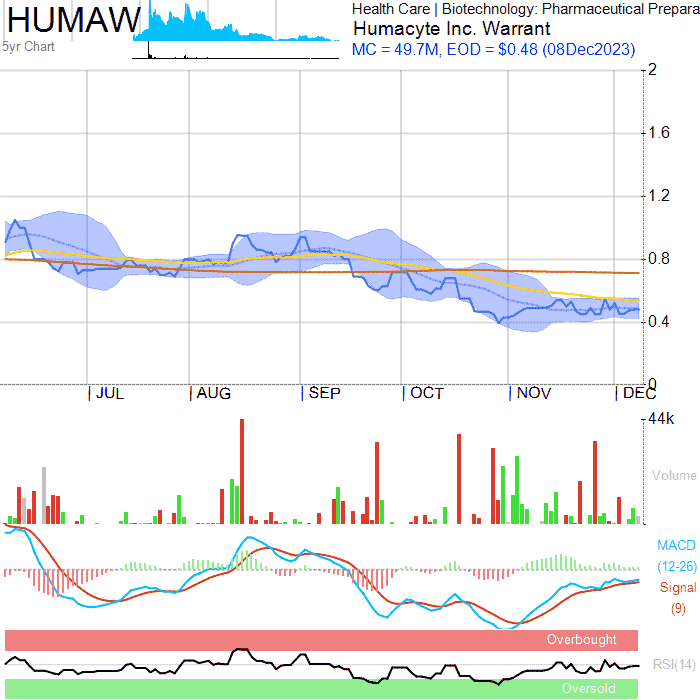 HUMAW
5yr Chart
Health Care | Biotechnology: Pharmaceutical Prepara
Humacyte Inc. Warrant
MC = 49.7M, EOD = $0.48 (08Dec2023)
2
1.6
1.2
0.8
0.4
0
JUL
AUG
SEP
OCT
NOV
DEC
44k
Volume
MACD
(12-26)
Signal
(9)
Overbought
RSI(14)
Oversold